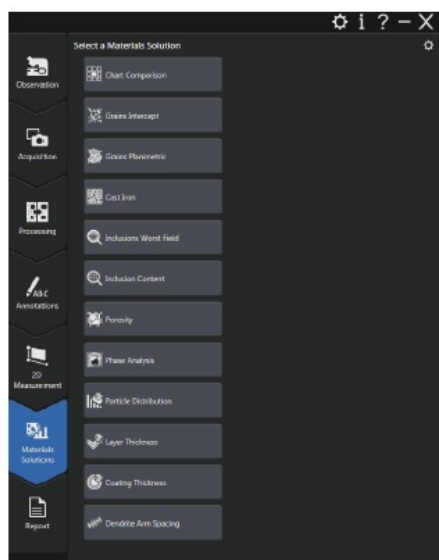 i ? − X
Select a Materials Solution
Observation
Acquisition
Processing
ABC
Annotations
2D
Measurement
Materials
Solutions
Report
Chart Comparison
Grains Intercept
Grains Planimetric
Cast Iron
Inclusions Worst Field
Inclusion Content
Porosity
Phase Analysis
Particle Distribution
Layer Thickness
Coating Thickness
Dendrite Arm Spacing